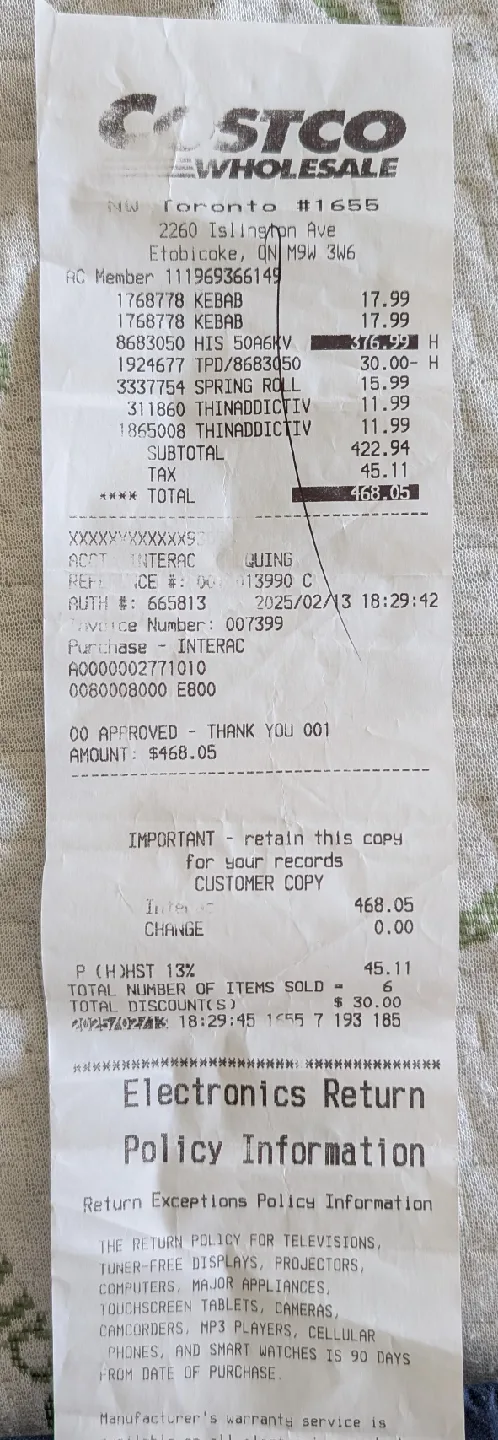 COSTCO
WHOLESALE
NW Toronto #1655
2260 Islington Ave
Etobicoke, ON M9W 3W6
AC Member 111969366149
1768778 KEBAB 17.99
1768778 KEBAB 17.99
8683050 HIS 50A6KV 376.99 H
1924677 TPD/8683050 30.00- H
3337754 SPRING ROLL 15.99
311860 THINADDICTIV 11.99
1865008 THINADDICTIV 11.99
SUBTOTAL 422.94
TAX 45.11
**** TOTAL 468.05
INTERAC
AUTH #: 665813 2025/02/13 18:29:42
Invoice Number: 007399
Purchase - INTERAC
A0000002771010
0080008000 E800
00 APPROVED - THANK YOU 001
AMOUNT: $468.05
IMPORTANT - retain this copy
for your records
CUSTOMER COPY
Interac 468.05
CHANGE 0.00
P (H)HST 13% 45.11
TOTAL NUMBER OF ITEMS SOLD = 6
TOTAL DISCOUNT(S) $ 30.00
18:29:45 1655 7 193 185
Electronics Return
Policy Information
Return Exceptions Policy Information
THE RETURN POLICY FOR TELEVISIONS,
TUNER-FREE DISPLAYS, PROJECTORS,
COMPUTERS, MAJOR APPLIANCES,
TOUCHSCREEN TABLETS, CAMERAS,
CAMCORDERS, MP3 PLAYERS, CELLULAR
PHONES, AND SMART WATCHES IS 90 DAYS
FROM DATE OF PURCHASE.
Manufacturer's warranty service is